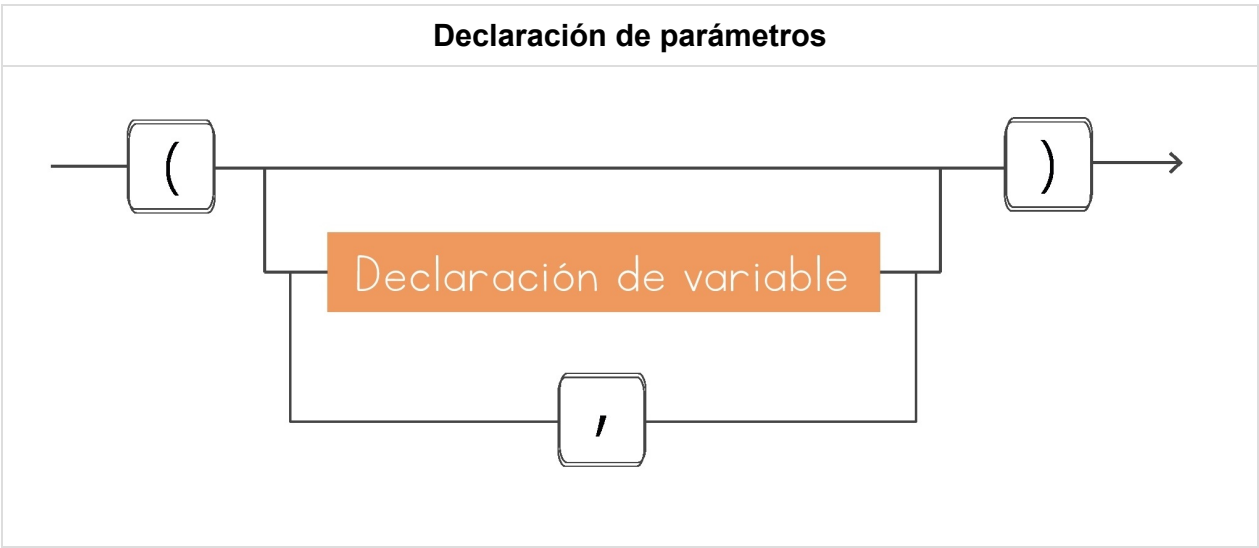 Declaración de parámetros
( )
Declaración de variable
,